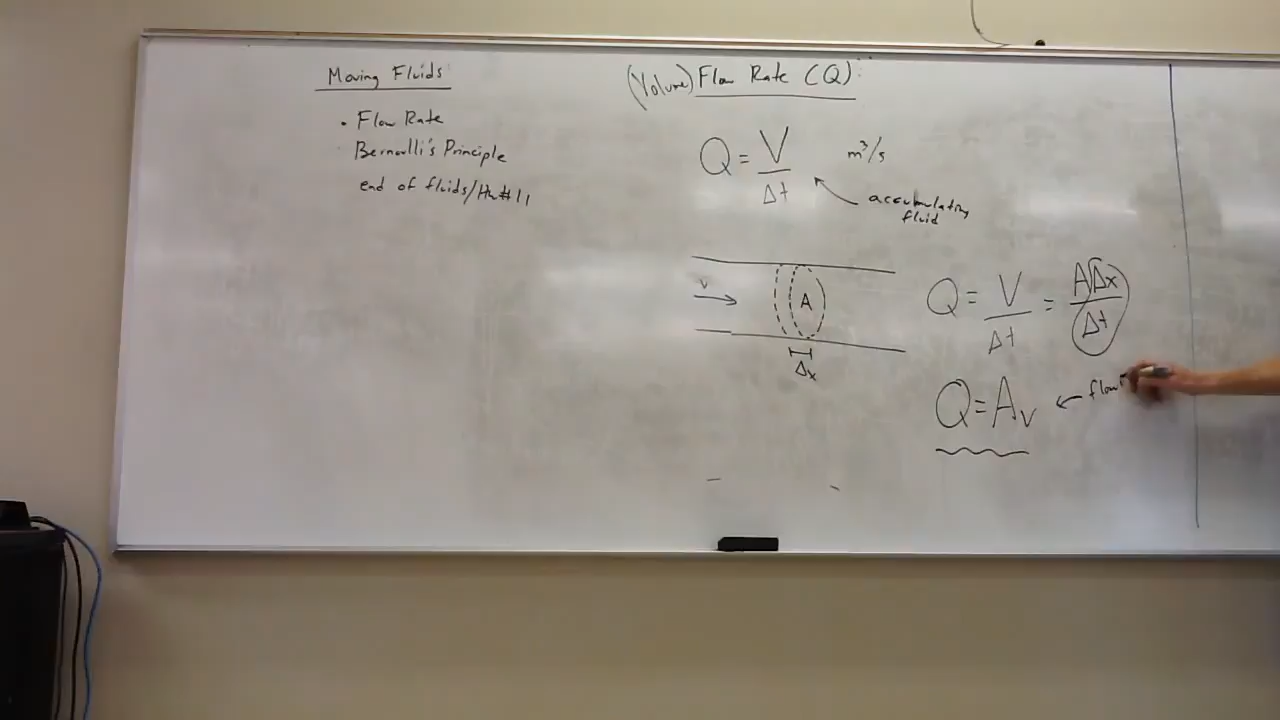 Moving Fluids:
• Flow Rate
Bernoulli's Principle
end of fluids/Hw#11
(Volume) Flow Rate (Q):
Q = V/Δt m³/s
accumulating
fluid
v
A
Δx
Q = V/Δt = AΔx/Δt
Q = Av ←